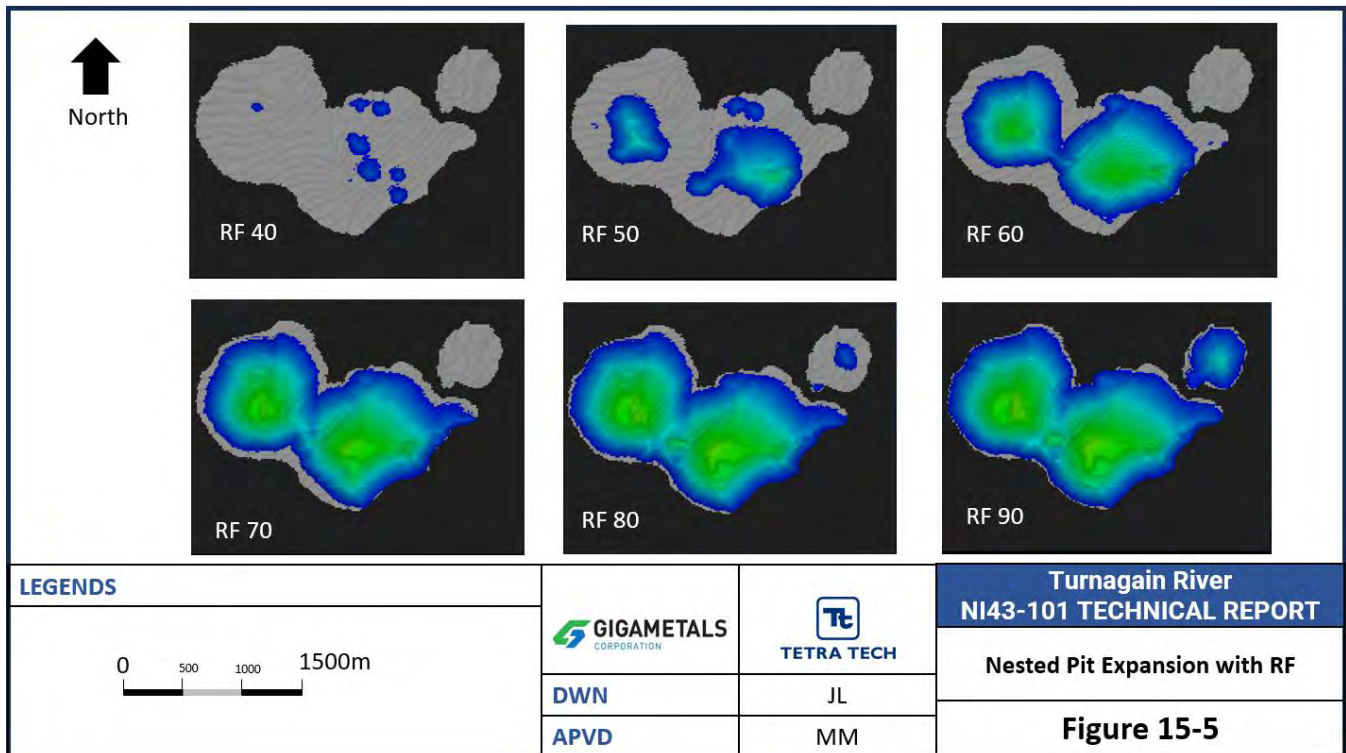 North
RF 40
RF 50
RF 60
RF 70
RF 80
RF 90
LEGENDS
0 500 1000 1500m
GIGAMETALS
CORPORATION
Tt
TETRA TECH
DWN JL
APVD MM
Turnagain River
NI43-101 TECHNICAL REPORT
Nested Pit Expansion with RF
Figure 15-5